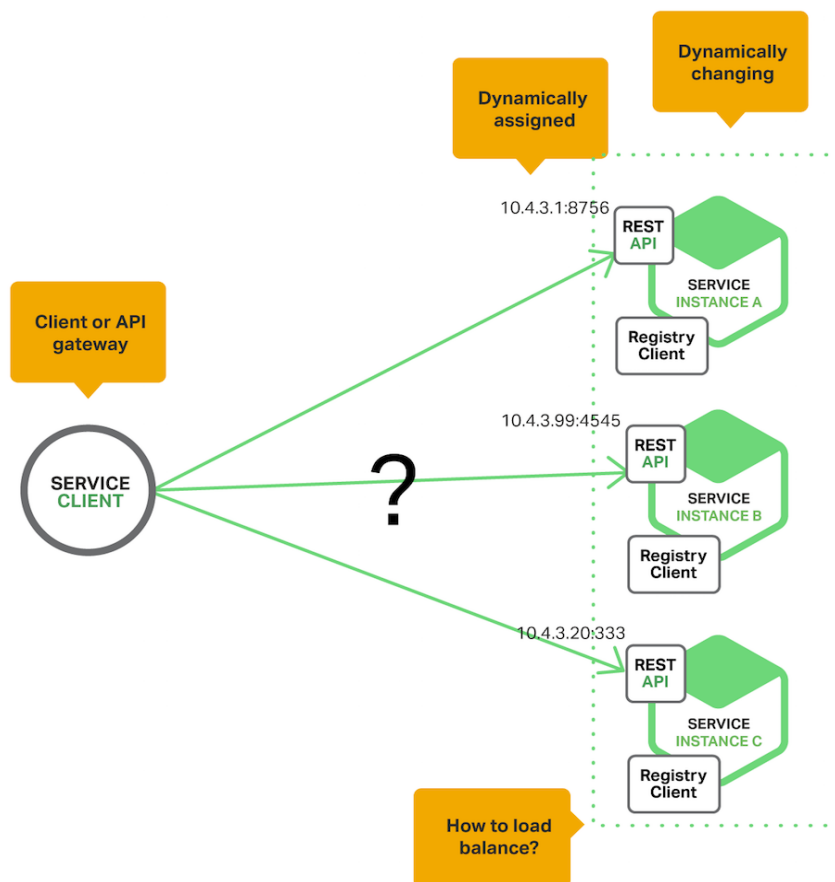 Dynamically
changing
Dynamically
assigned
10.4.3.1:8756
REST
API
SERVICE
INSTANCE A
Registry
Client
Client or API
gateway
10.4.3.99:4545
REST
API
SERVICE
INSTANCE B
Registry
Client
SERVICE
CLIENT
?
10.4.3.20:333
REST
API
SERVICE
INSTANCE C
Registry
Client
How to load
balance?